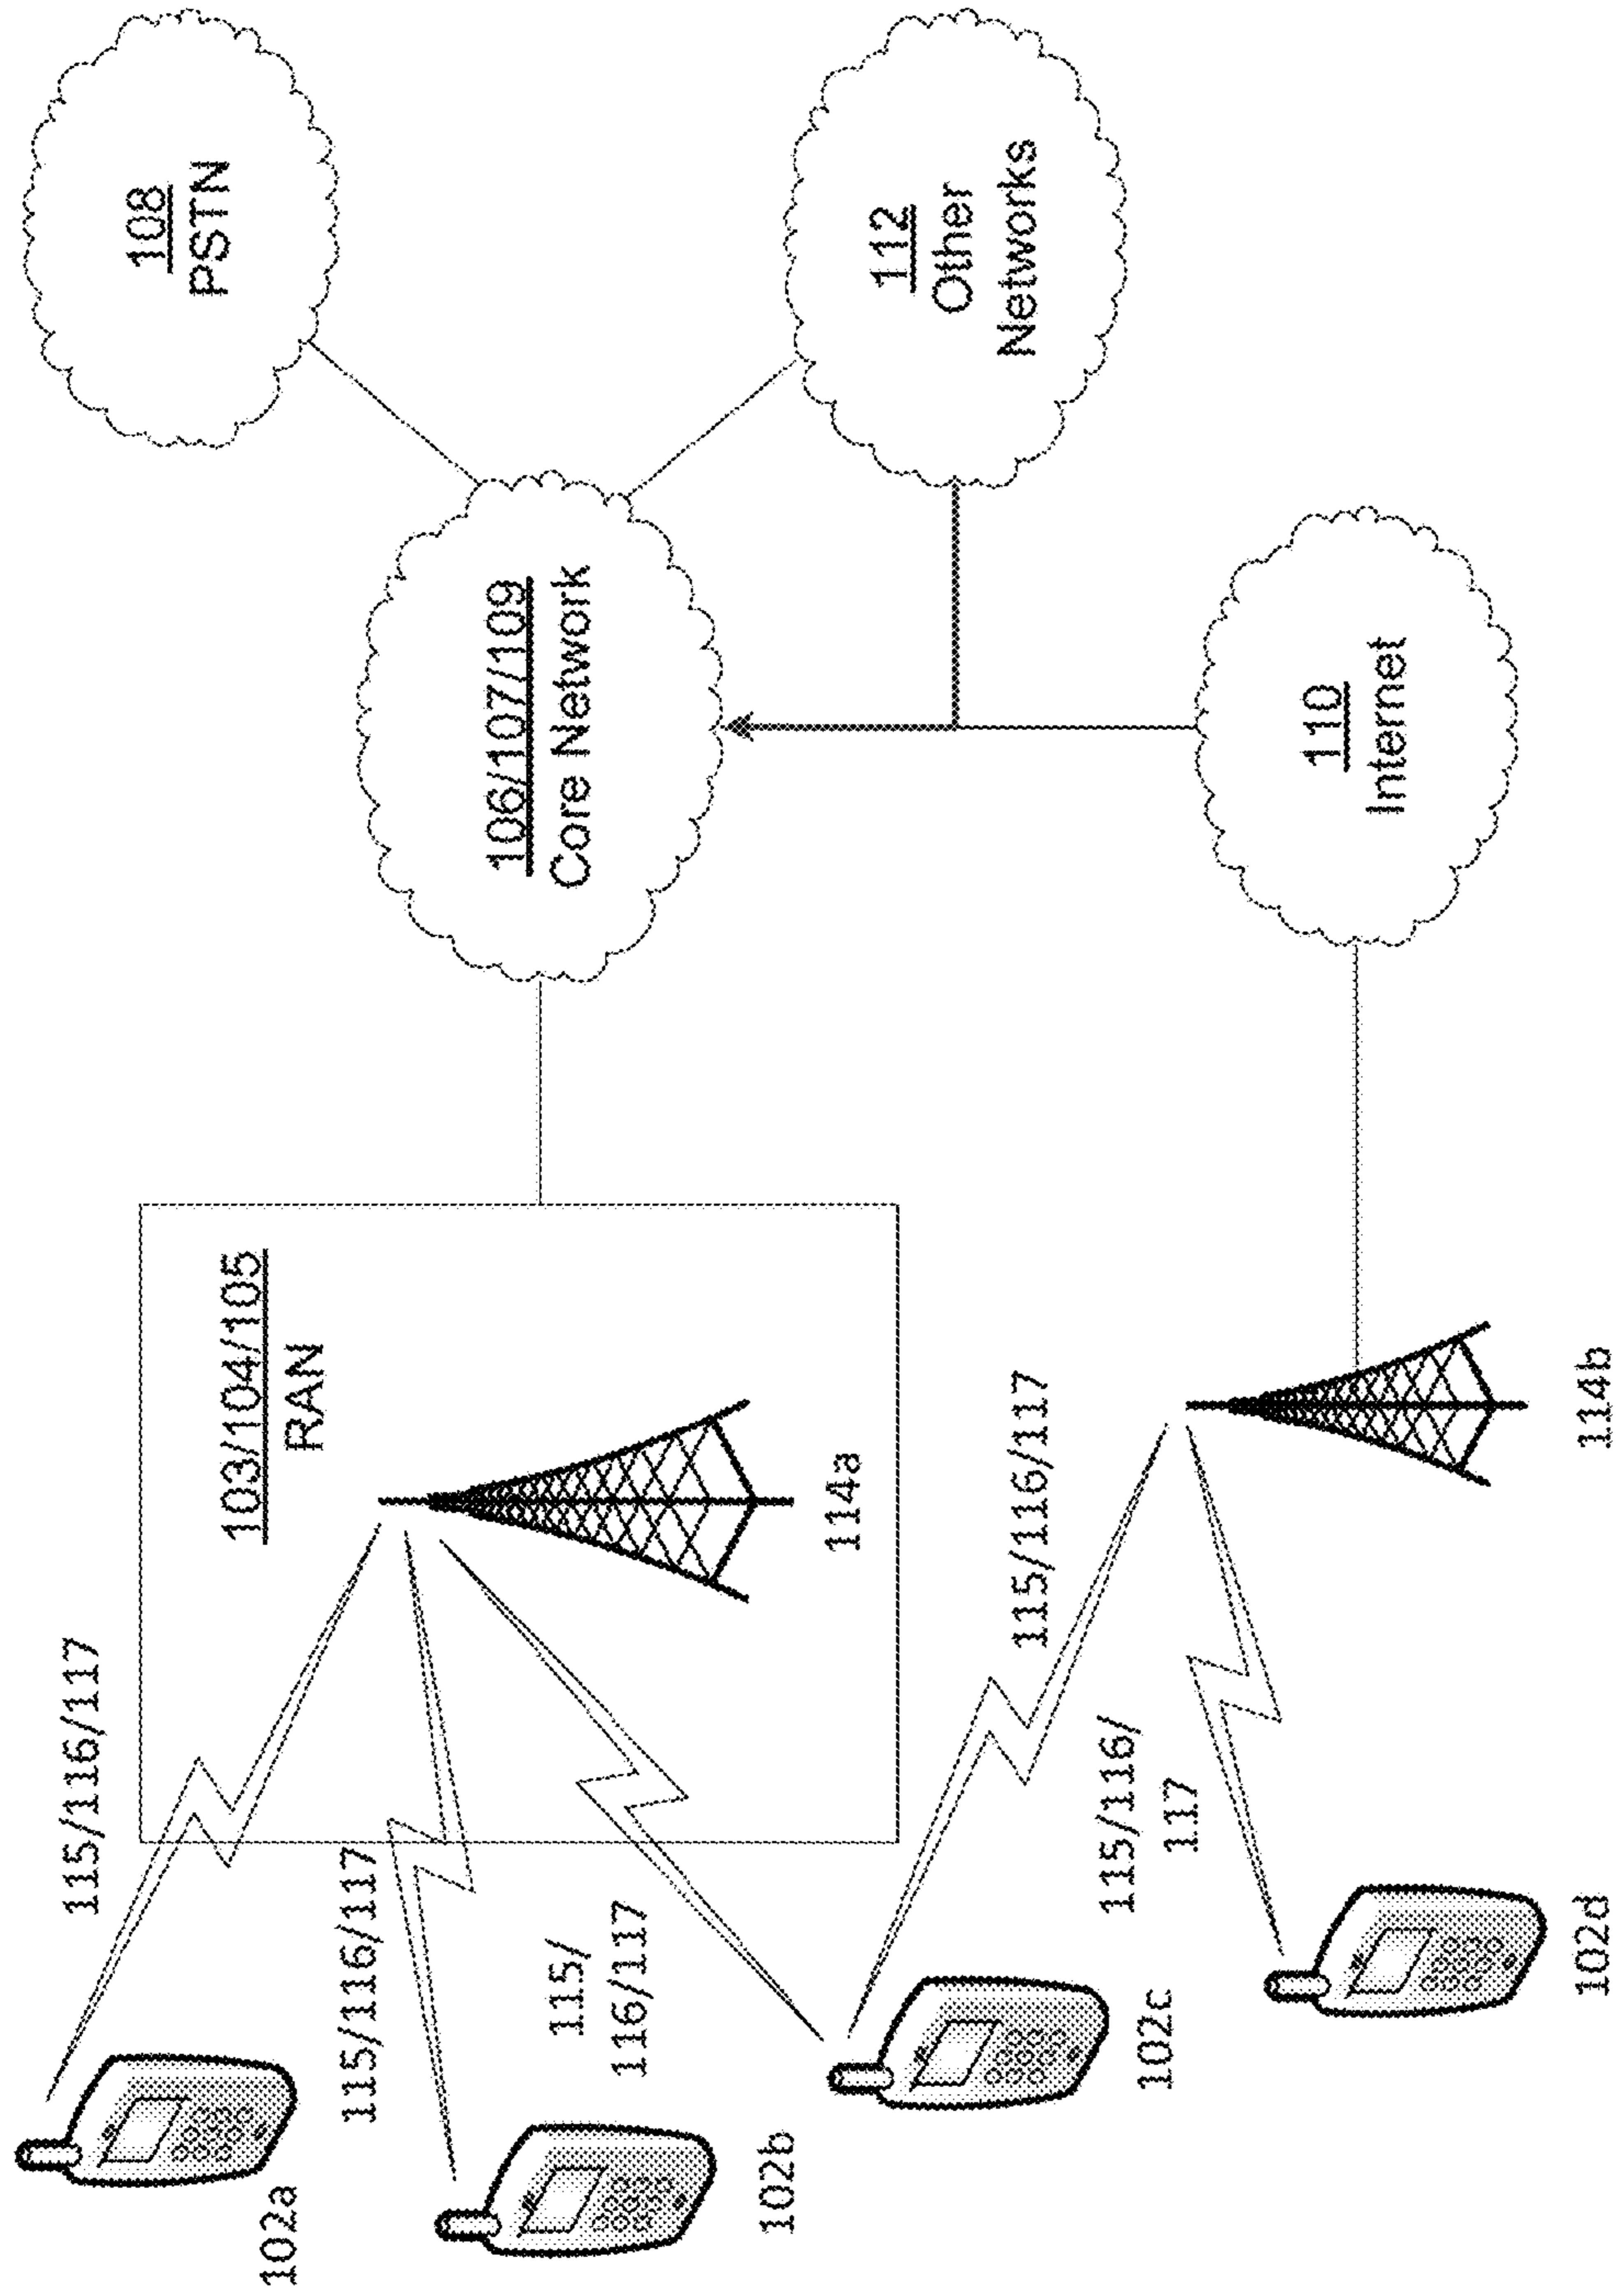 115/116/117
102a
103/104/105
RAN
115/116/117
102b
115/
116/117
114a
106/107/109
Core Network
108
PSTN
112
Other
Networks
115/116/117
102c
115/116/
117
102d
114b
110
Internet